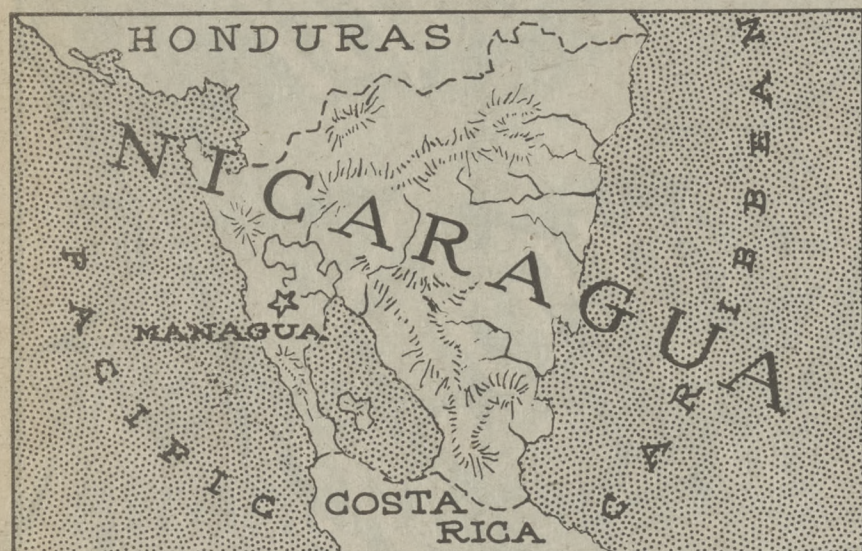 HONDURAS
NICARAGUA
CARIBBEAN
PACIFIC
MANAGUA
COSTA
RICA